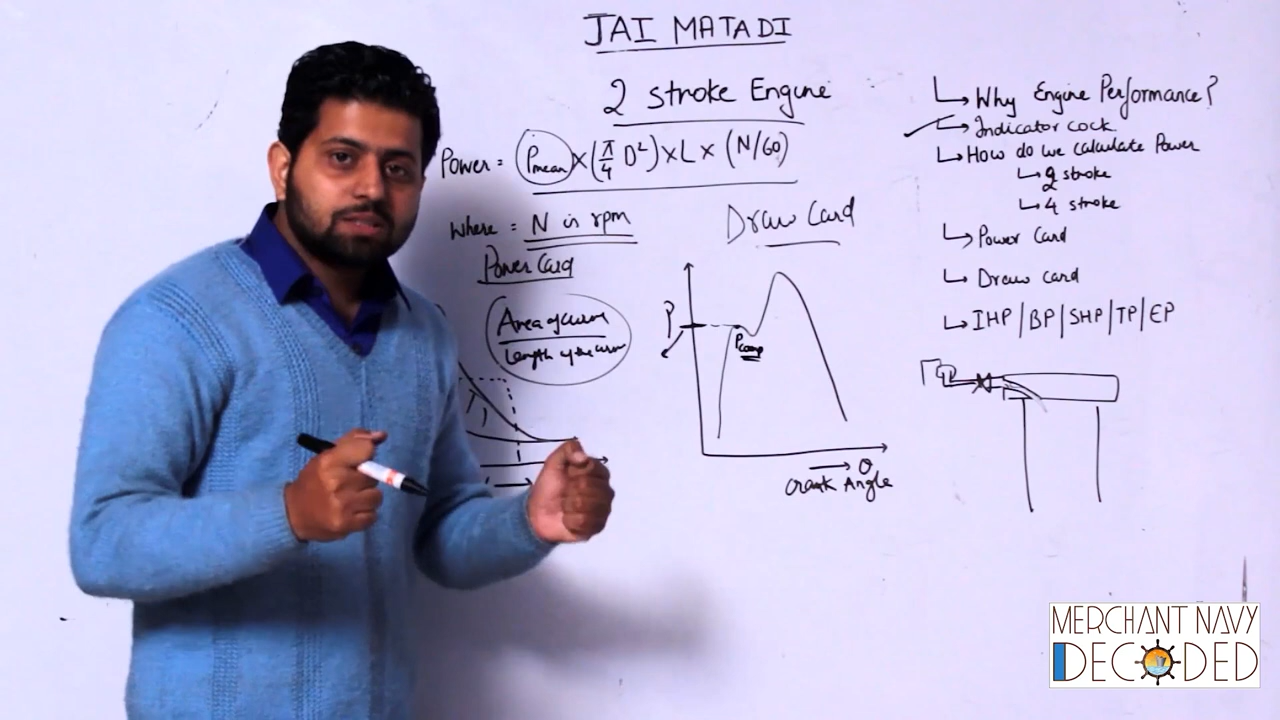 JAI MATADI
2 stroke Engine
Power = Pmean × (π/4 D²) × L × (N/60)
Where = N is rpm
Power Card
Area of curve
Length of the curve
Draw Card
P
Pcomp
θ
Crank Angle
Why Engine Performance?
Indicator cock
How do we calculate Power
2 stroke
4 stroke
Power Card
Draw card
IHP/BP/SHP/TP/EP
MERCHANT NAVY
DECODED